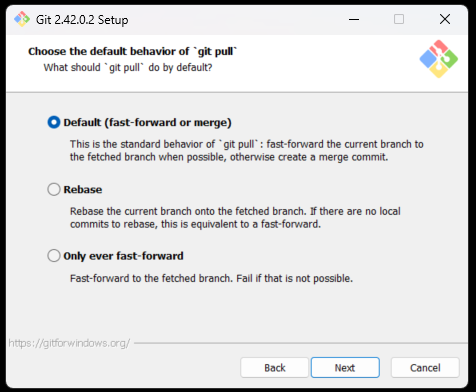 Git 2.42.0.2 Setup
Choose the default behavior of `git pull`
What should `git pull` do by default?
Default (fast-forward or merge)
This is the standard behavior of `git pull`: fast-forward the current branch to
the fetched branch when possible, otherwise create a merge commit.
Rebase
Rebase the current branch onto the fetched branch. If there are no local
commits to rebase, this is equivalent to a fast-forward.
Only ever fast-forward
Fast-forward to the fetched branch. Fail if that is not possible.
https://gitforwindows.org/
Back Next Cancel